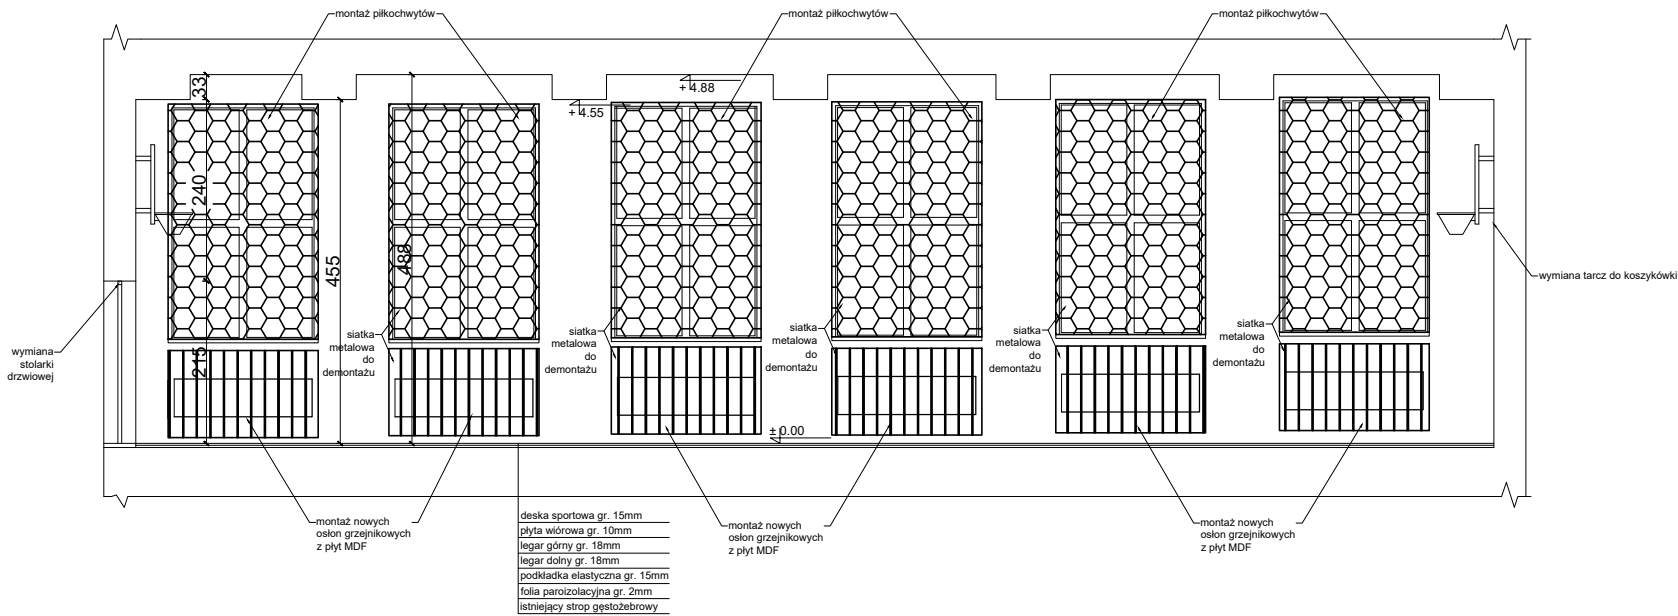 montaż piłkochwytów
montaż piłkochwytów
montaż piłkochwytów
33
+ 4.88
+ 4.55
240
455
488
215
wymiana tarcz do koszykówki
wymiana
stolarki
drzwiowej
siatka
metalowa
do
demontażu
siatka
metalowa
do
demontażu
siatka
metalowa
do
demontażu
siatka
metalowa
do
demontażu
siatka
metalowa
do
demontażu
± 0.00
montaż nowych
osłon grzejnikowych
z płyt MDF
deska sportowa gr. 15mm
płyta wiórowa gr. 10mm
legar górny gr. 18mm
legar dolny gr. 18mm
podkładka elastyczna gr. 15mm
folia paroizolacyjna gr. 2mm
istniejący strop gęstożebrowy
montaż nowych
osłon grzejnikowych
z płyt MDF
montaż nowych
osłon grzejnikowych
z płyt MDF